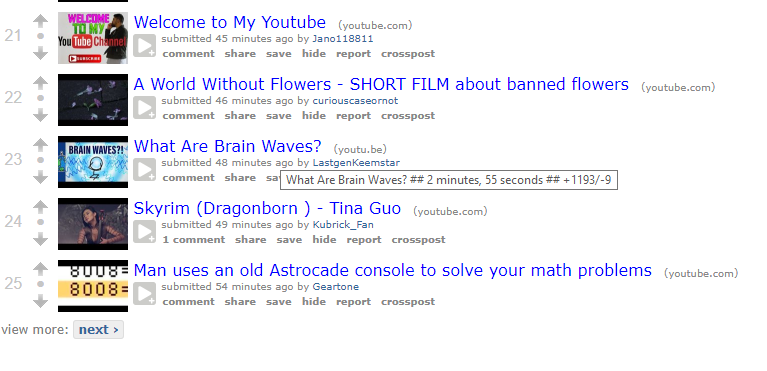 21
WELCOME TO MY
YouTube Channel
SUBSCRIBE
Welcome to My Youtube (youtube.com)
submitted 45 minutes ago by Jano118811
comment share save hide report crosspost
22
A World Without Flowers - SHORT FILM about banned flowers (youtube.com)
submitted 46 minutes ago by curiouscaseornot
comment share save hide report crosspost
23
BRAIN WAVES?!
What Are Brain Waves? (youtu.be)
submitted 48 minutes ago by LastgenKeemstar
comment share sav
What Are Brain Waves? ## 2 minutes, 55 seconds ## +1193/-9
24
Skyrim (Dragonborn ) - Tina Guo (youtube.com)
submitted 49 minutes ago by Kubrick_Fan
1 comment share save hide report crosspost
25
8008=
8008=
Man uses an old Astrocade console to solve your math problems (youtube.com)
submitted 54 minutes ago by Geartone
comment share save hide report crosspost
view more: next ›